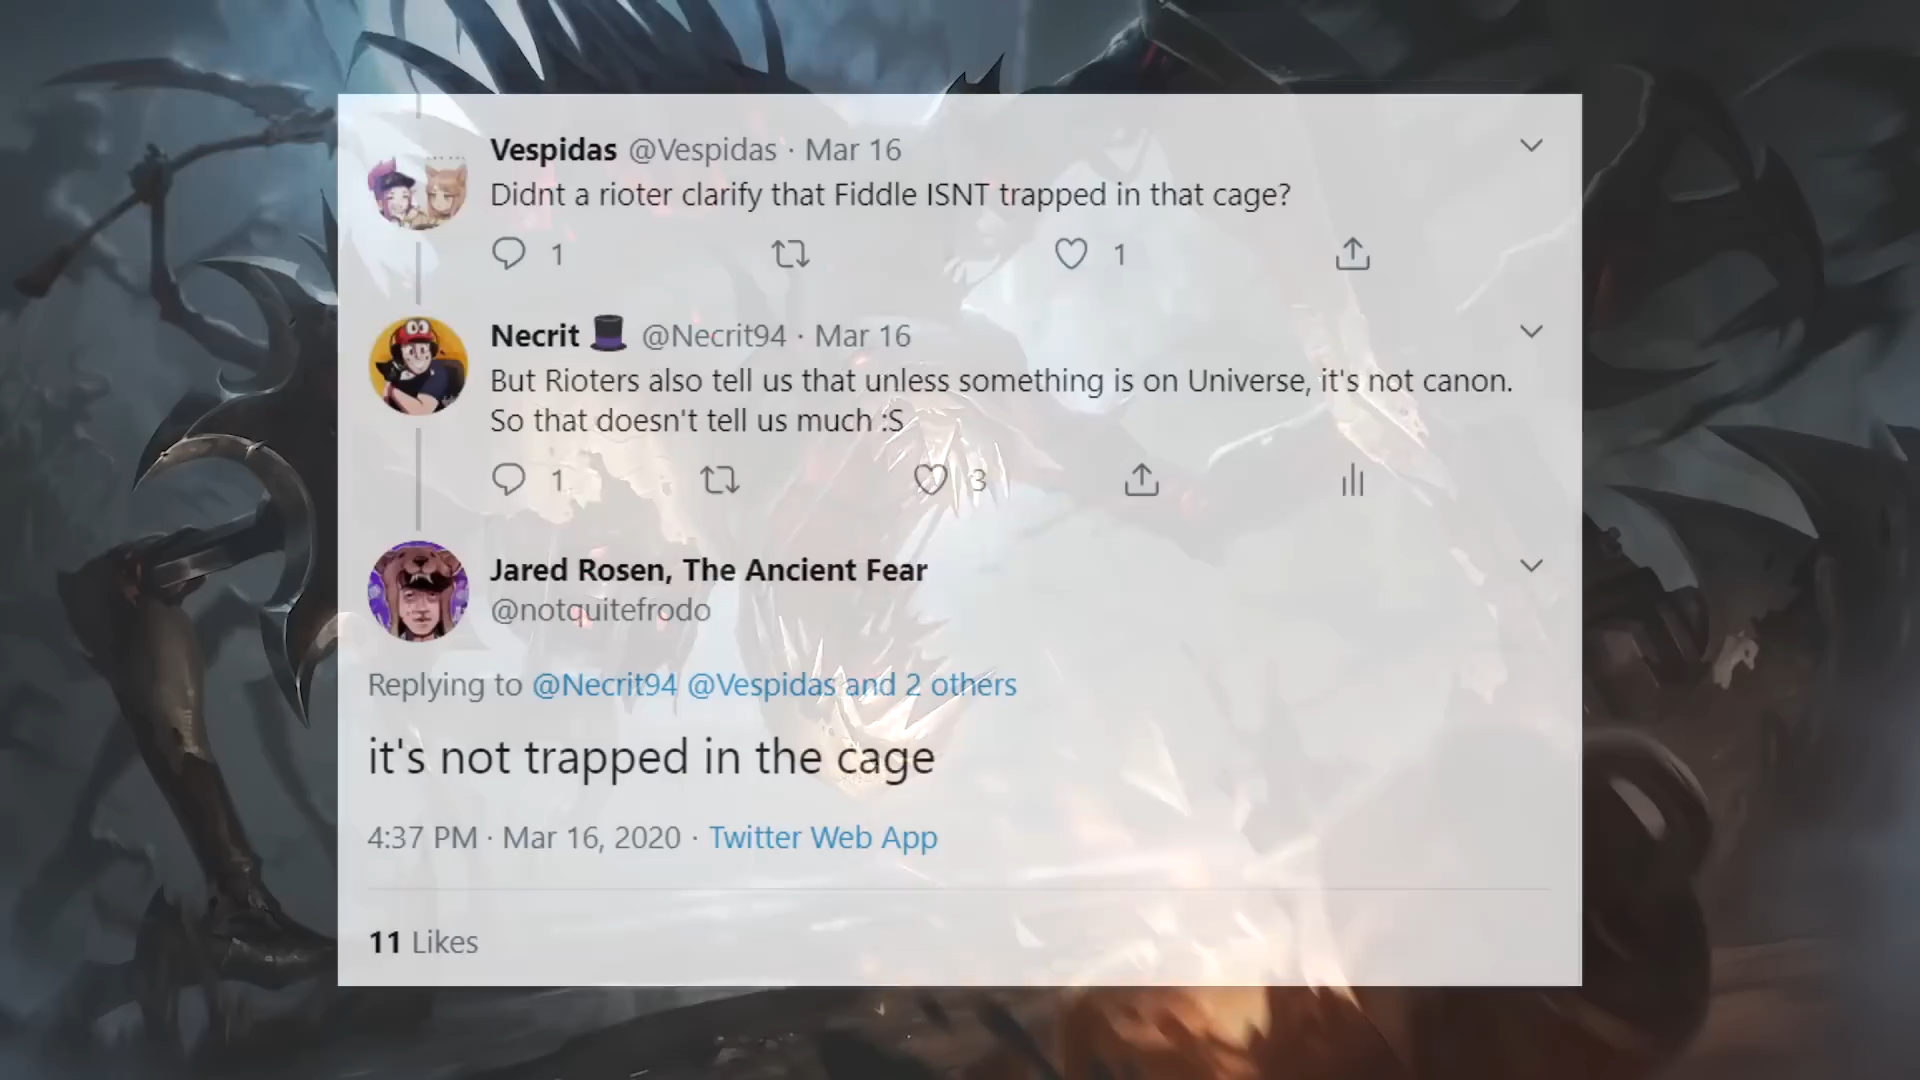 Vespidas @Vespidas · Mar 16
Didnt a rioter clarify that Fiddle ISNT trapped in that cage?
1 1
Necrit 🎩 @Necrit94 · Mar 16
But Rioters also tell us that unless something is on Universe, it's not canon.
So that doesn't tell us much :S
1 3
Jared Rosen, The Ancient Fear
@notquitefrodo
Replying to @Necrit94 @Vespidas and 2 others
it's not trapped in the cage
4:37 PM · Mar 16, 2020 · Twitter Web App
11 Likes